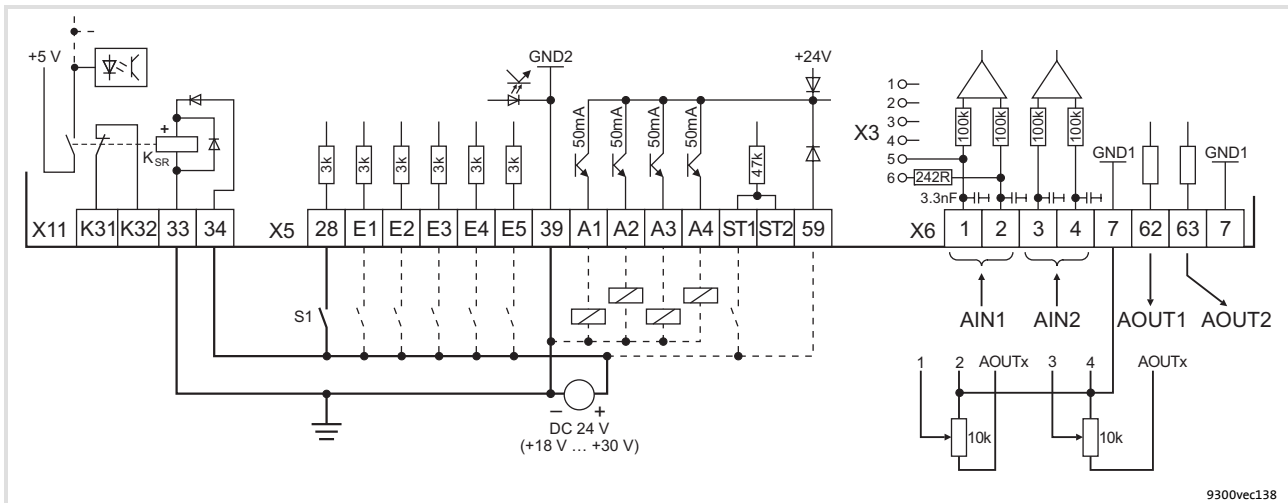 +5 V
+
K SR
GND2
+24V
50mA
50mA
50mA
50mA
3k
3k
3k
3k
3k
3k
47k
1
2
3
4
5
6
X3
242R
3.3nF
100k
100k
100k
100k
GND1
GND1
X11 K31 K32 33 34
X5 28 E1 E2 E3 E4 E5 39 A1 A2 A3 A4 ST1 ST2 59
X6 1 2 3 4 7 62 63 7
S1
AIN1 AIN2 AOUT1 AOUT2
− +
DC 24 V
(+18 V ... +30 V)
1 2 AOUTx 3 4 AOUTx
10k 10k
9300vec138